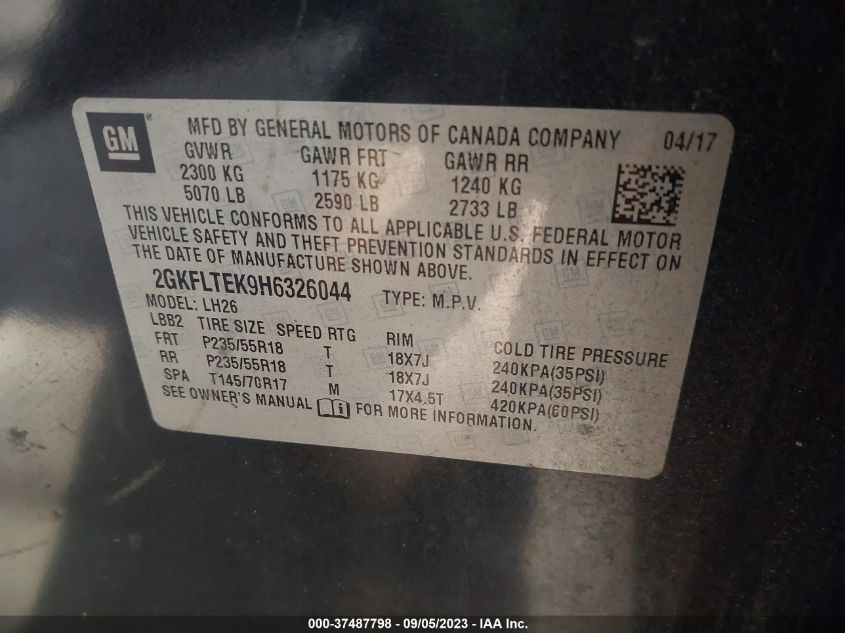 GM ®
MFD BY GENERAL MOTORS OF CANADA COMPANY 04/17
GVWR GAWR FRT GAWR RR
2300 KG 1175 KG 1240 KG
5070 LB 2590 LB 2733 LB
THIS VEHICLE CONFORMS TO ALL APPLICABLE U.S. FEDERAL MOTOR
VEHICLE SAFETY AND THEFT PREVENTION STANDARDS IN EFFECT ON
THE DATE OF MANUFACTURE SHOWN ABOVE.
2GKFLTEK9H6326044 TYPE: M.P.V.
MODEL: LH26
LBB2 TIRE SIZE SPEED RTG RIM COLD TIRE PRESSURE
FRT P235/55R18 T 18X7J 240KPA(35PSI)
RR P235/55R18 T 18X7J 240KPA(35PSI)
SPA T145/70R17 M 17X4.5T 420KPA(60PSI)
SEE OWNER'S MANUAL i FOR MORE INFORMATION.
000-37487798 - 09/05/2023 - IAA Inc.